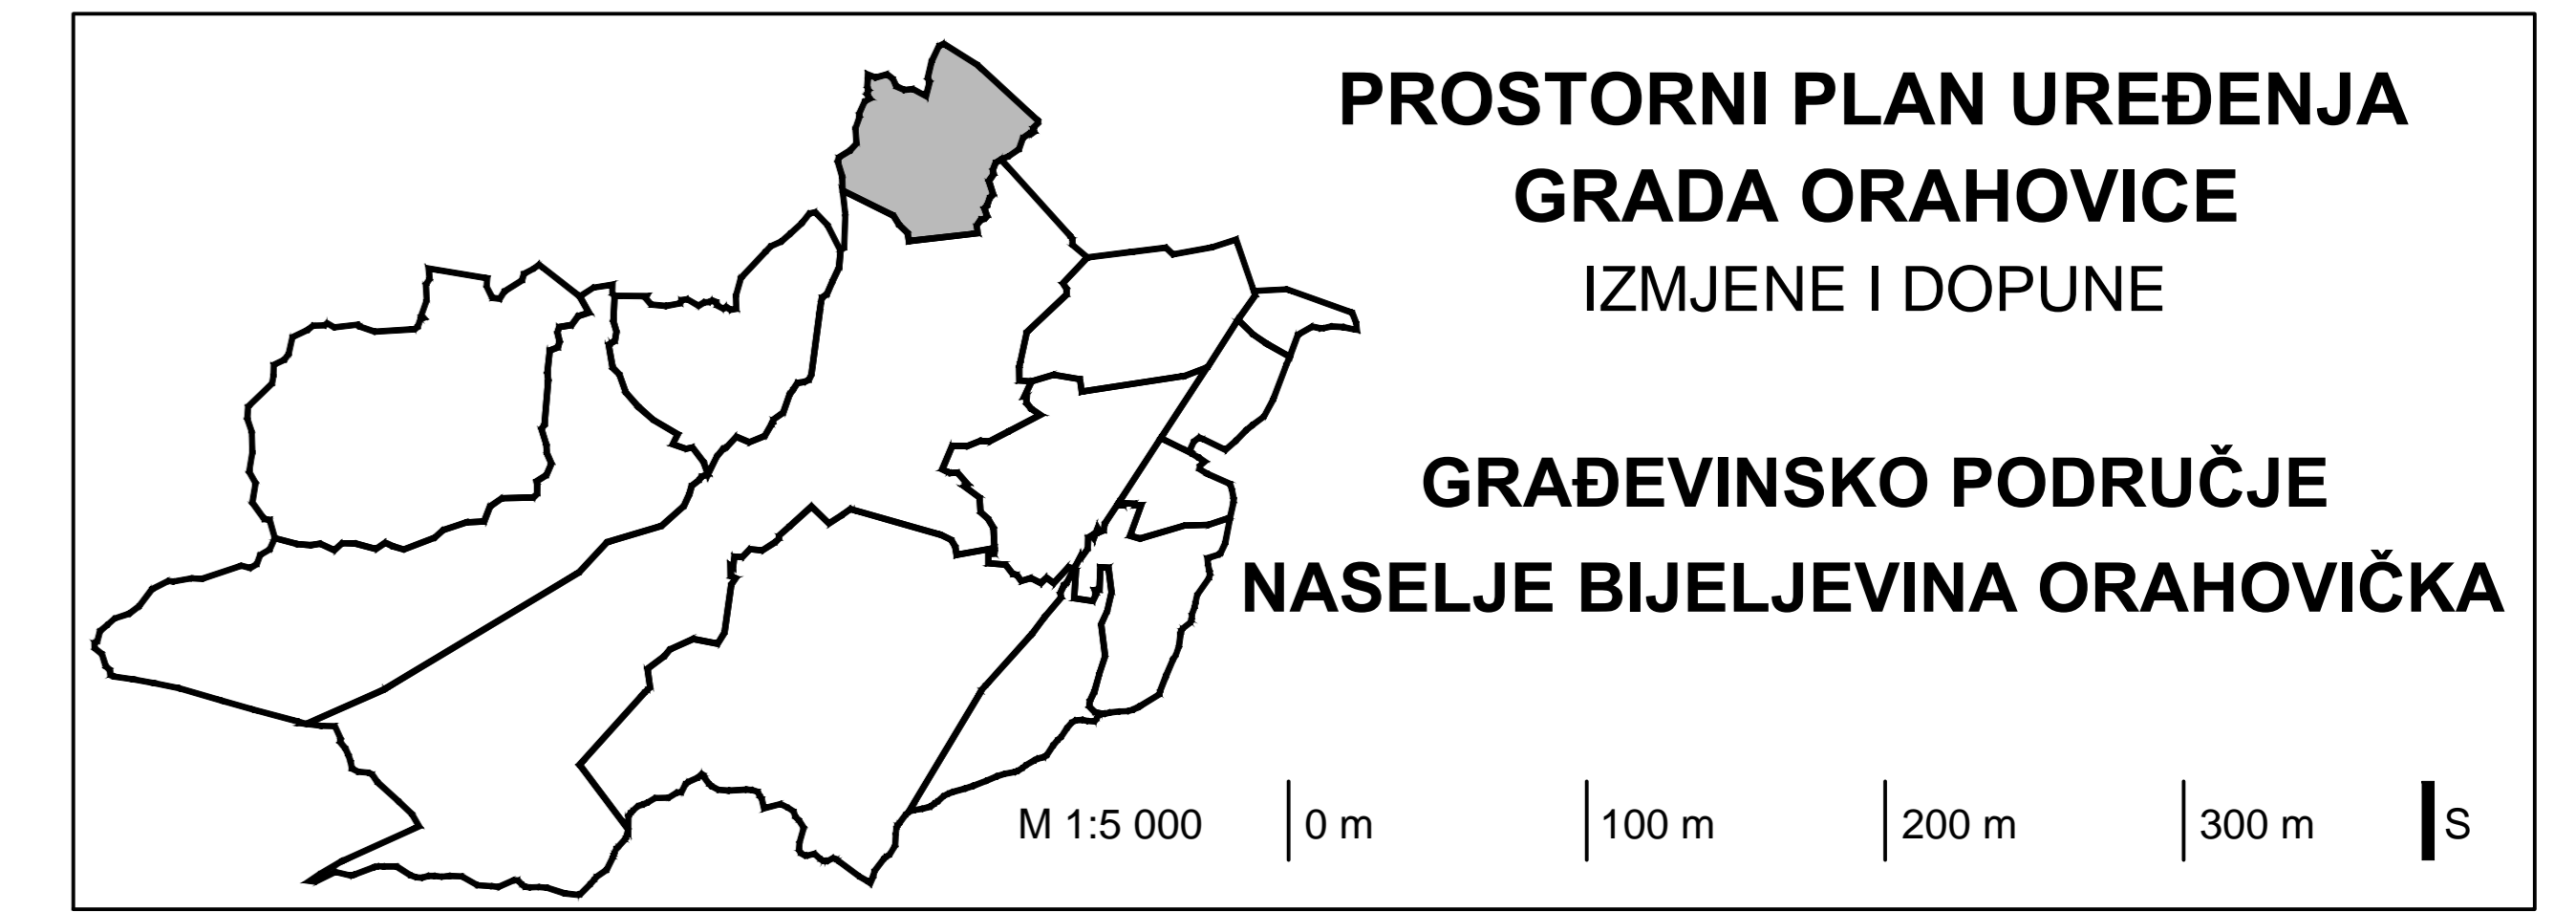 PROSTORNI PLAN UREĐENJA
GRADA ORAHOVICE
IZMJENE I DOPUNE
GRAĐEVINSKO PODRUČJE
NASELJE BIJELJEVINA ORAHOVIČKA
M 1:5 000 0 m 100 m 200 m 300 m S